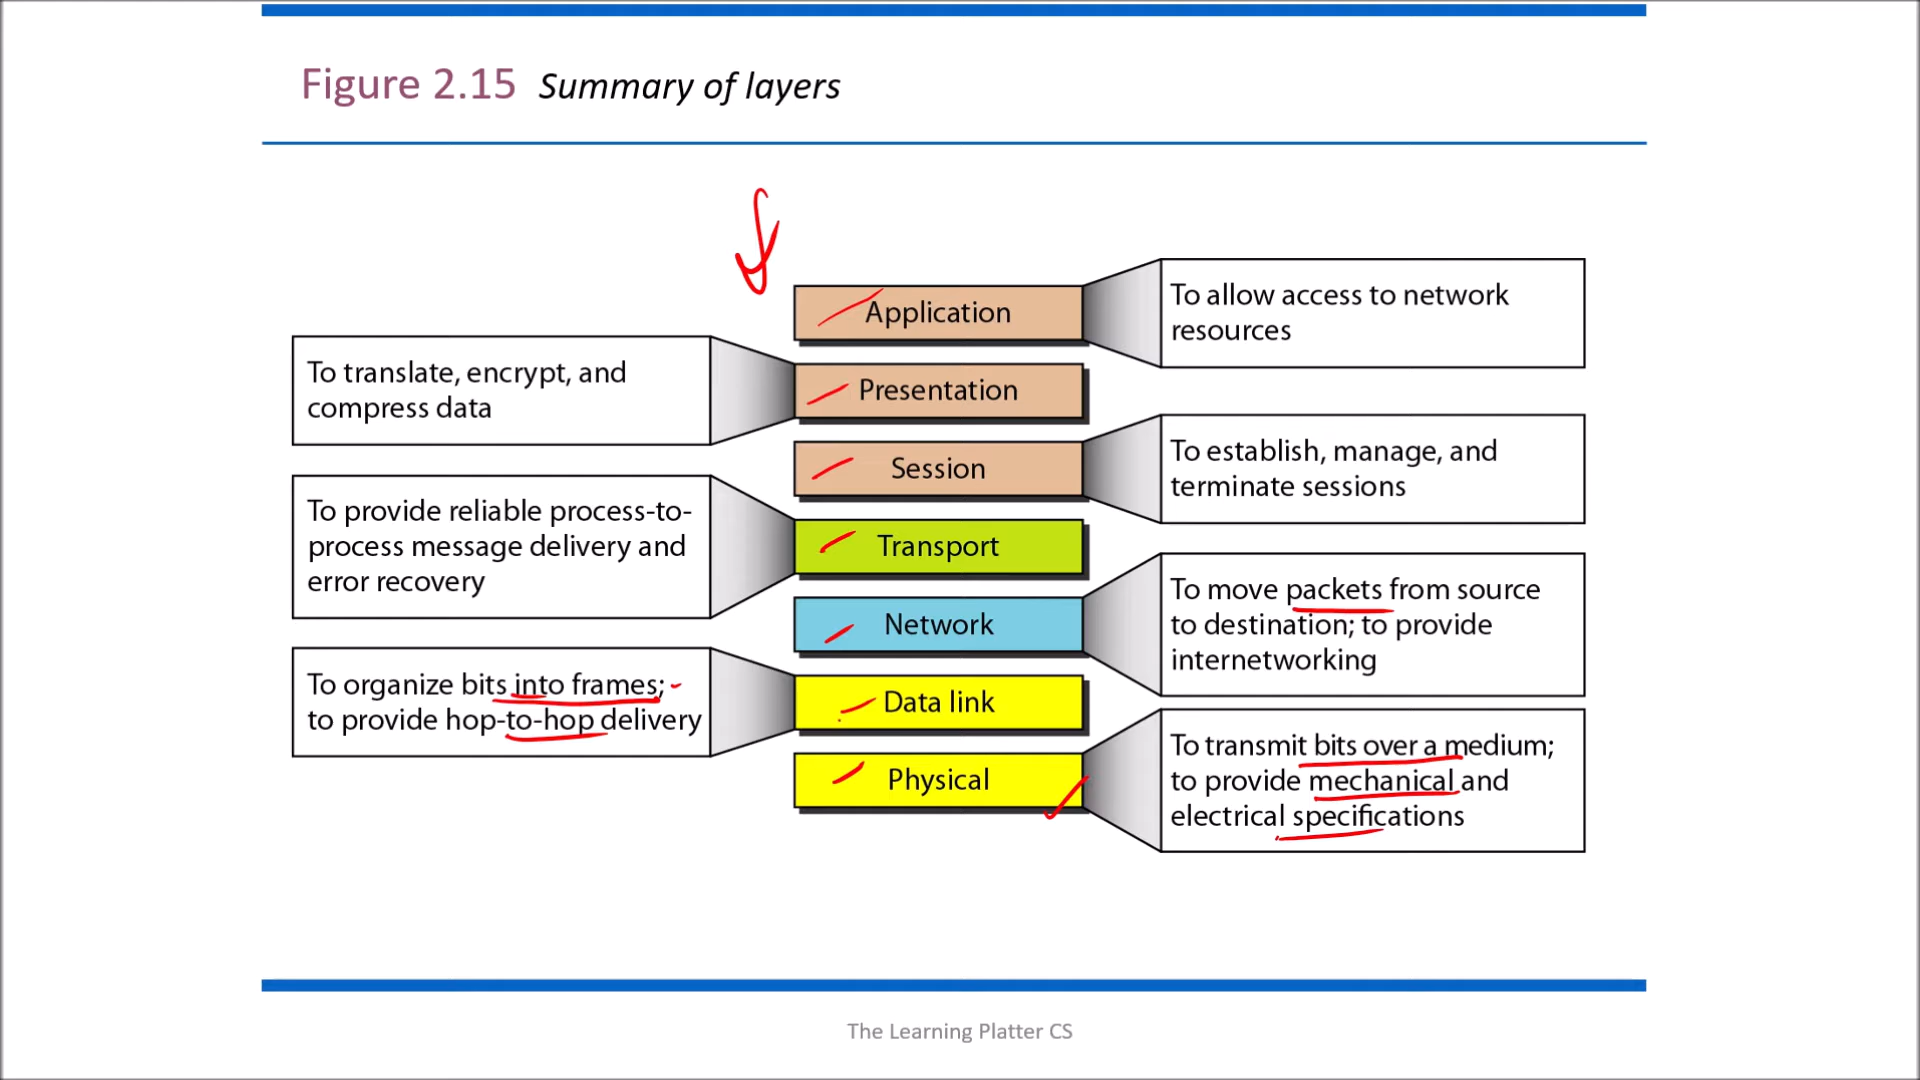 Figure 2.15 Summary of layers
Application
To allow access to network
resources
To translate, encrypt, and
compress data
Presentation
Session
To establish, manage, and
terminate sessions
To provide reliable process-to-
process message delivery and
error recovery
Transport
Network
To move packets from source
to destination; to provide
internetworking
To organize bits into frames;
to provide hop-to-hop delivery
Data link
Physical
To transmit bits over a medium;
to provide mechanical and
electrical specifications
The Learning Platter CS